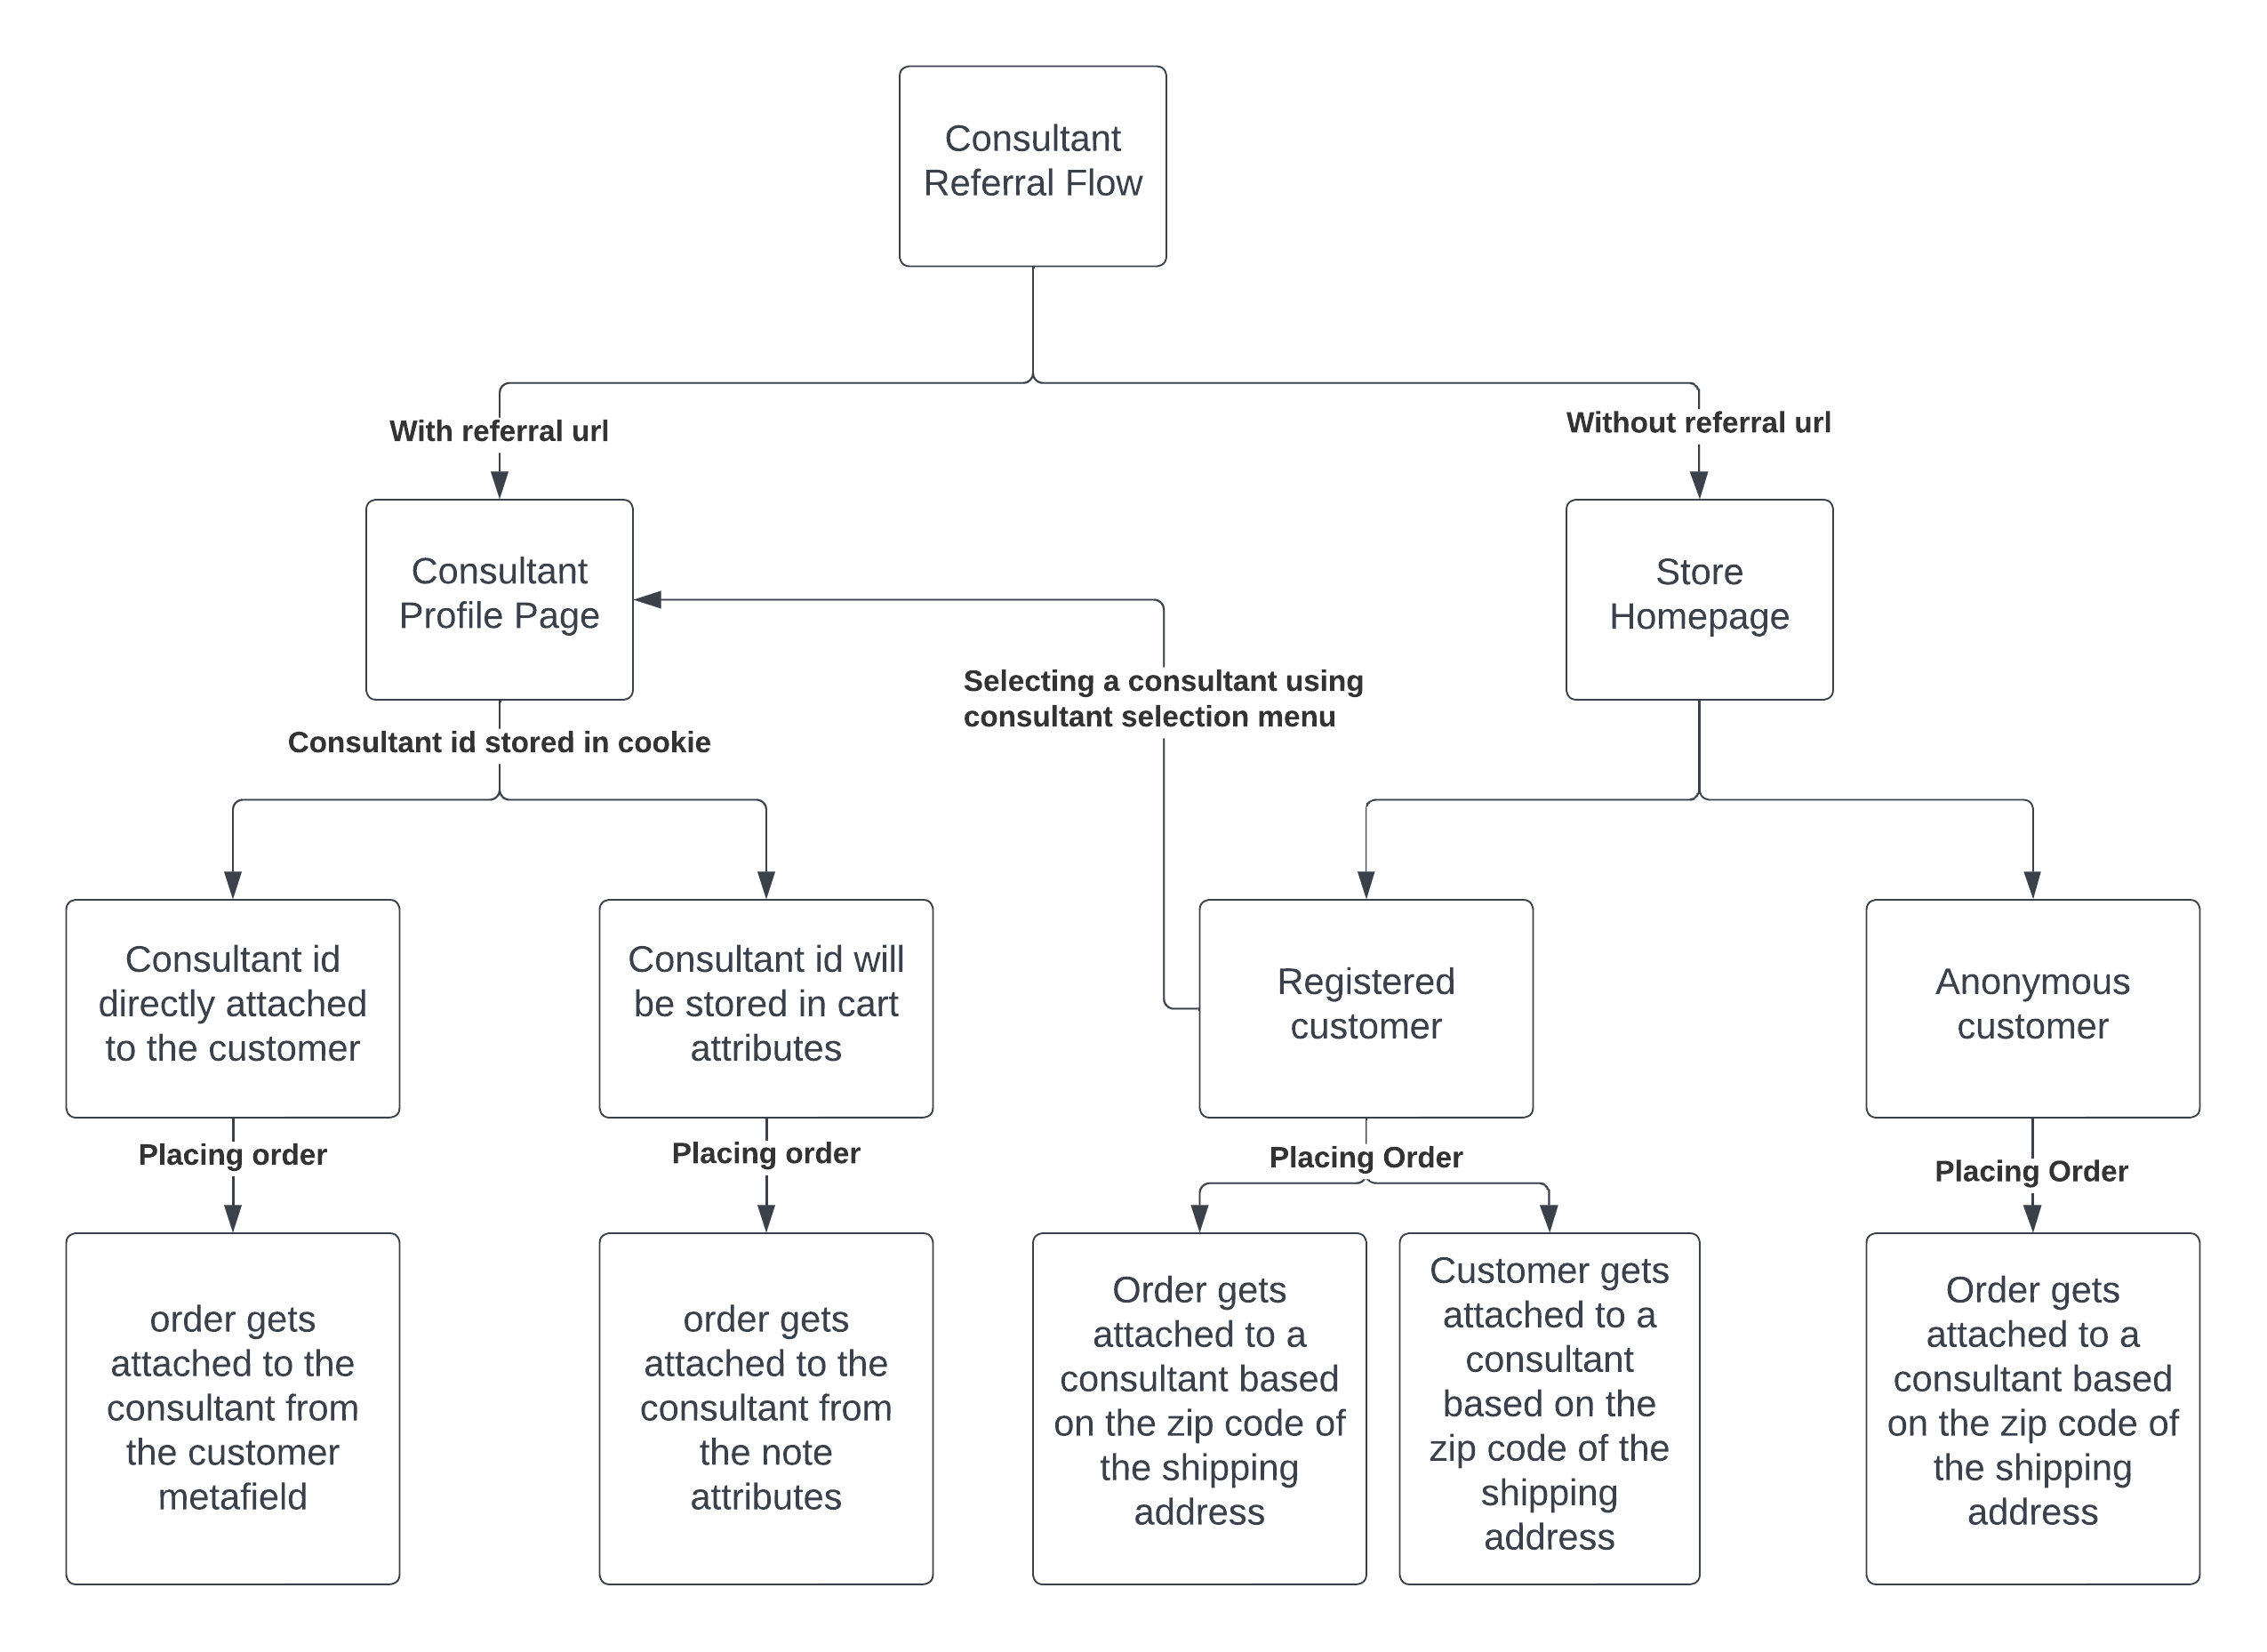 Consultant
Referral Flow
With referral url
Without referral url
Consultant
Profile Page
Store
Homepage
Selecting a consultant using
consultant selection menu
Consultant id stored in cookie
Consultant id
directly attached
to the customer
Consultant id will
be stored in cart
attributes
Registered
customer
Anonymous
customer
Placing order
Placing order
Placing Order
Placing Order
order gets
attached to the
consultant from
the customer
metafield
order gets
attached to the
consultant from
the note
attributes
Order gets
attached to a
consultant based
on the zip code of
the shipping
address
Customer gets
attached to a
consultant
based on the
zip code of the
shipping
address
Order gets
attached to a
consultant based
on the zip code of
the shipping
address